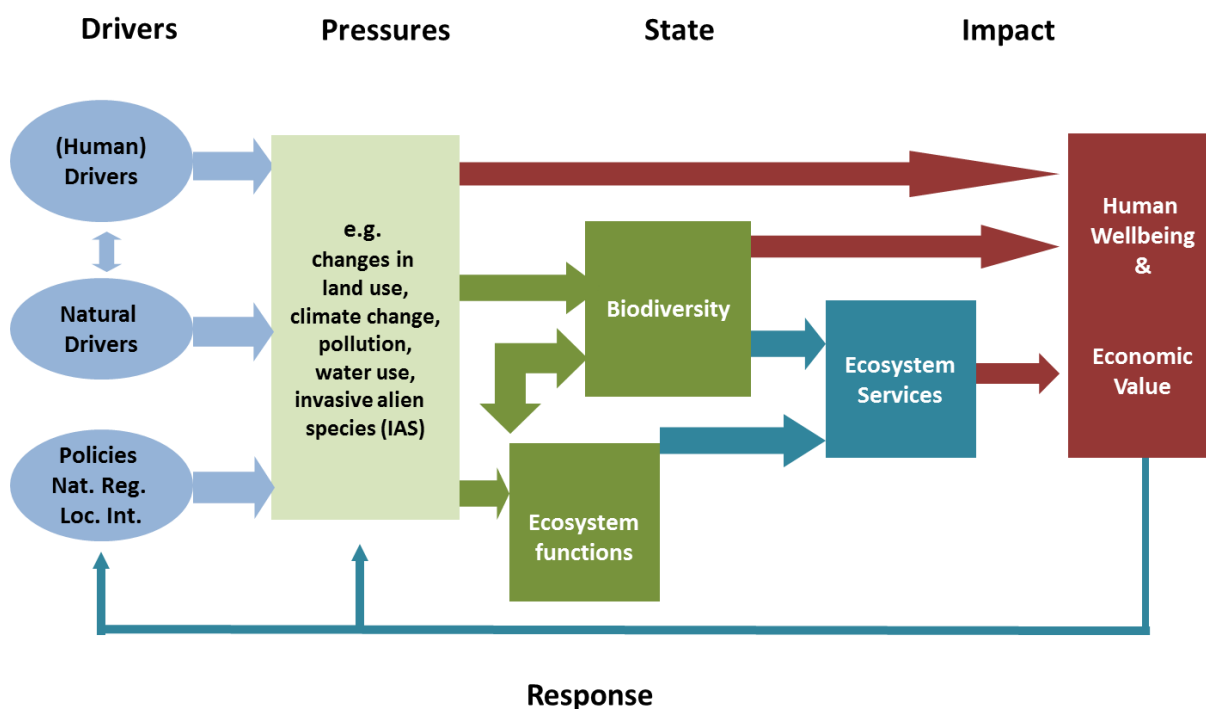 Drivers
Pressures
State
Impact
(Human)
Drivers
Natural
Drivers
Policies
Nat. Reg.
Loc. Int.
e.g.
changes in
land use,
climate change,
pollution,
water use,
invasive alien
species (IAS)
Biodiversity
Ecosystem
functions
Ecosystem
Services
Human
Wellbeing
&
Economic
Value
Response